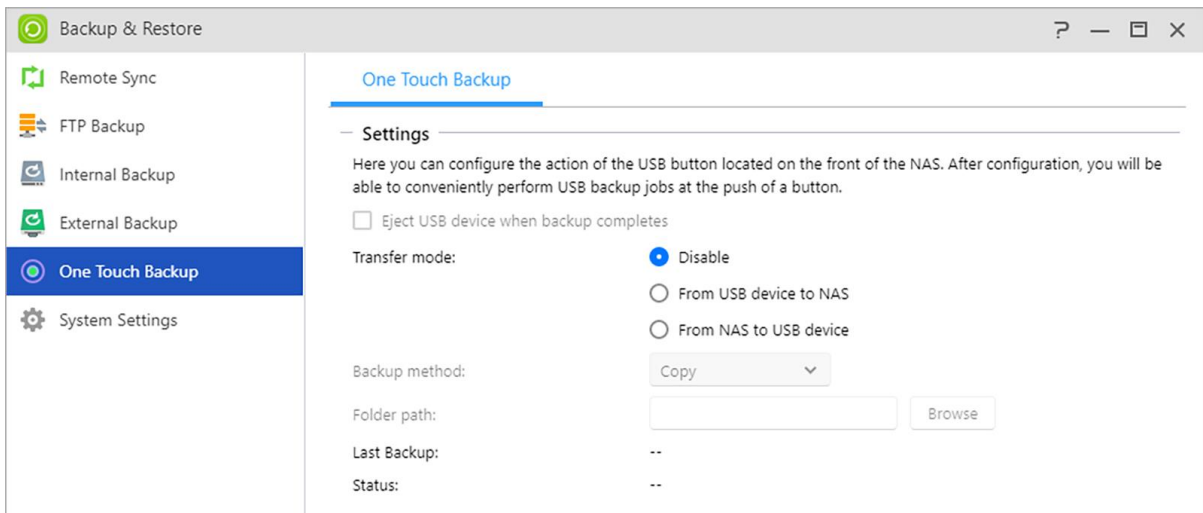 Backup & Restore
Remote Sync
FTP Backup
Internal Backup
External Backup
One Touch Backup
System Settings
One Touch Backup
Settings
Here you can configure the action of the USB button located on the front of the NAS. After configuration, you will be
able to conveniently perform USB backup jobs at the push of a button.
Eject USB device when backup completes
Transfer mode:
Disable
From USB device to NAS
From NAS to USB device
Backup method:
Copy
Folder path:
Browse
Last Backup:
--
Status:
--